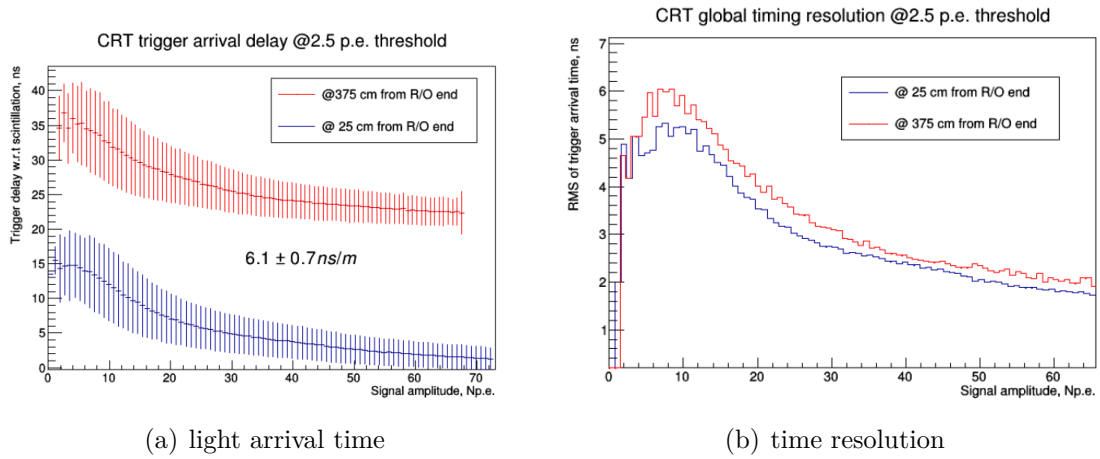 CRT trigger arrival delay @2.5 p.e. threshold
Trigger delay w.r.t scintillation, ns
40
35
30
25
20
15
10
5
0
@375 cm from R/O end
@ 25 cm from R/O end
6.1 ± 0.7ns/m
0 10 20 30 40 50 60 70
Signal amplitude, Np.e.
(a) light arrival time
CRT global timing resolution @2.5 p.e. threshold
RMS of trigger arrival time, ns
7
6
5
4
3
2
1
@ 25 cm from R/O end
@ 375 cm from R/O end
0 10 20 30 40 50 60
Signal amplitude, Np.e.
(b) time resolution